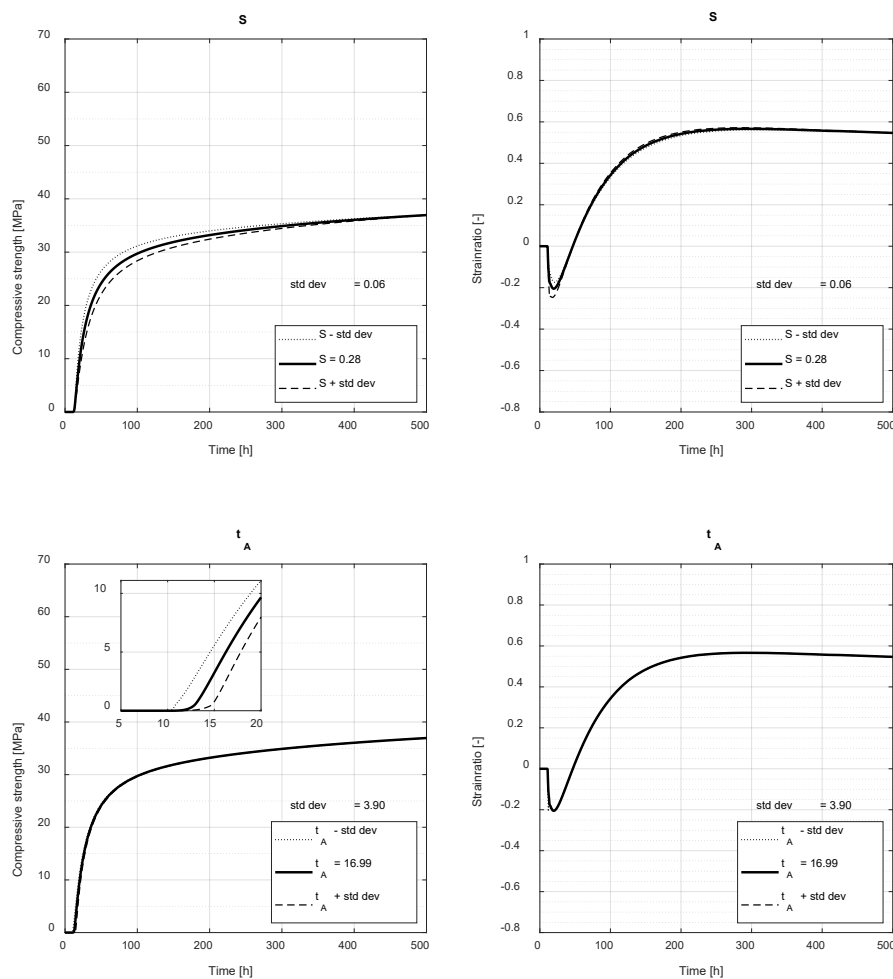 S
70
60
50
40
30
20
10
0
Compressive strength [MPa]
std dev = 0.06
S - std dev
S = 0.28
S + std dev
0 100 200 300 400 500
Time [h]
S
1
0.8
0.6
0.4
0.2
0
-0.2
-0.4
-0.6
-0.8
Strainratio [-]
std dev = 0.06
S - std dev
S = 0.28
S + std dev
0 100 200 300 400 500
Time [h]
t A
70
60
50
40
30
20
10
0
Compressive strength [MPa]
10
5
0
5 10 15 20
std dev = 3.90
t A - std dev
t A = 16.99
t A + std dev
0 100 200 300 400 500
Time [h]
t A
1
0.8
0.6
0.4
0.2
0
-0.2
-0.4
-0.6
-0.8
Strainratio [-]
std dev = 3.90
t A - std dev
t A = 16.99
t A + std dev
0 100 200 300 400 500
Time [h]